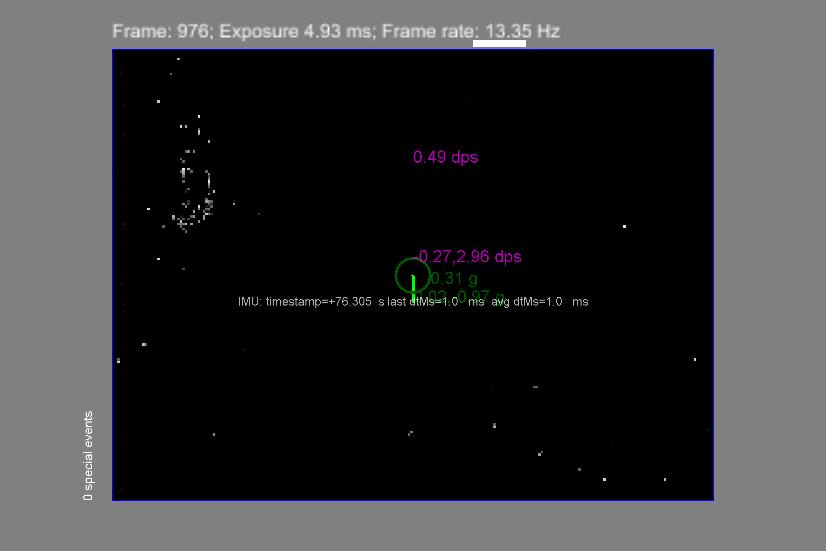 Frame: 976; Exposure 4.93 ms; Frame rate: 13.35 Hz
0.49 dps
-0.27,2.96 dps
0.31 g
IMU: timestamp=+76.305 s last dtMs=1.0 ms avg dtMs=1.0 ms
0 special events